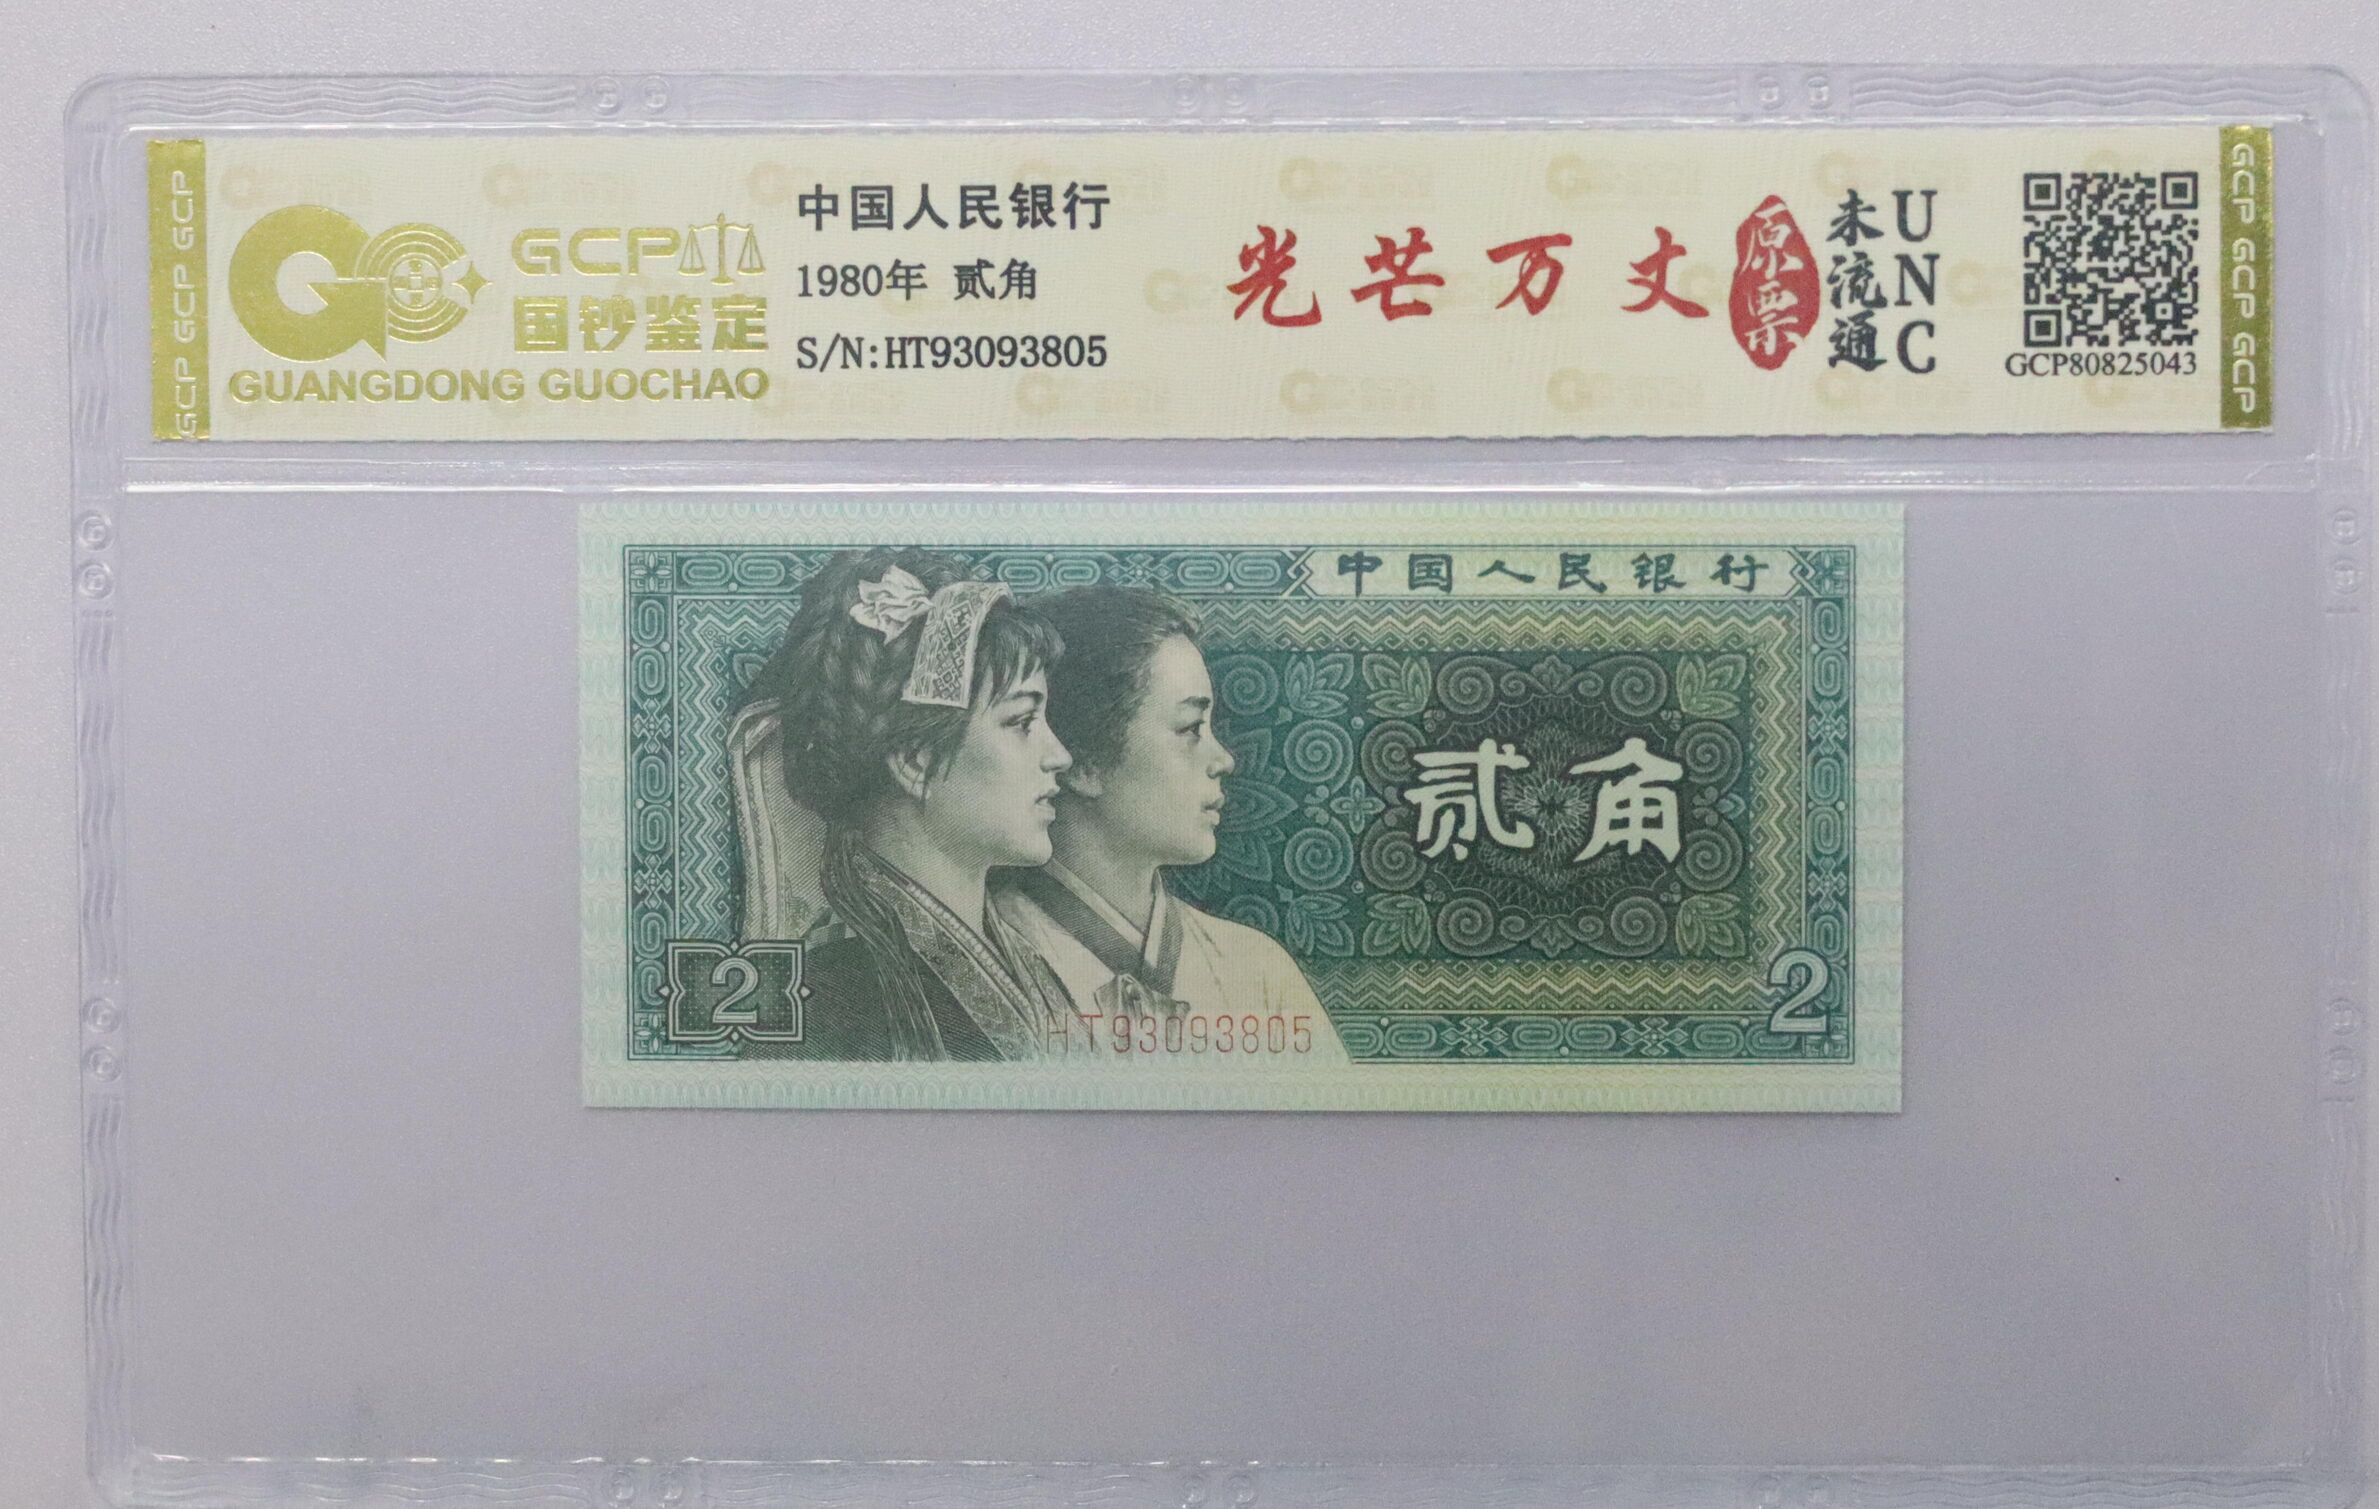 GCP GCP GCP
GCP
国钞鉴定
GUANGDONG GUOCHAO
中国人民银行
1980年 贰角
S/N:HT93093805
光芒万丈
原票
未流通
UNC
GCP80825043
GCP GCP GCP
中国人民银行
贰角
2
2
HT93093805